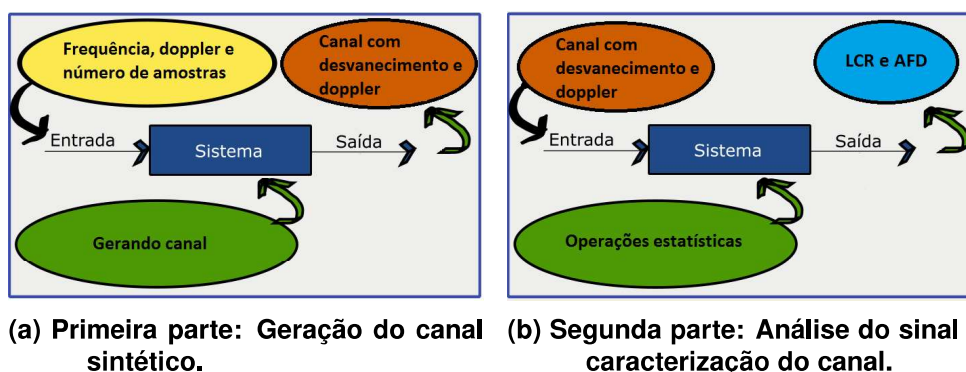 Frequência, doppler e
número de amostras
Canal com
desvanecimento e
doppler
Entrada
Sistema
Saída
Gerando canal
(a) Primeira parte: Geração do canal
sintético.
Canal com
desvanecimento e
doppler
LCR e AFD
Entrada
Sistema
Saída
Operações estatísticas
(b) Segunda parte: Análise do sinal
caracterização do canal.